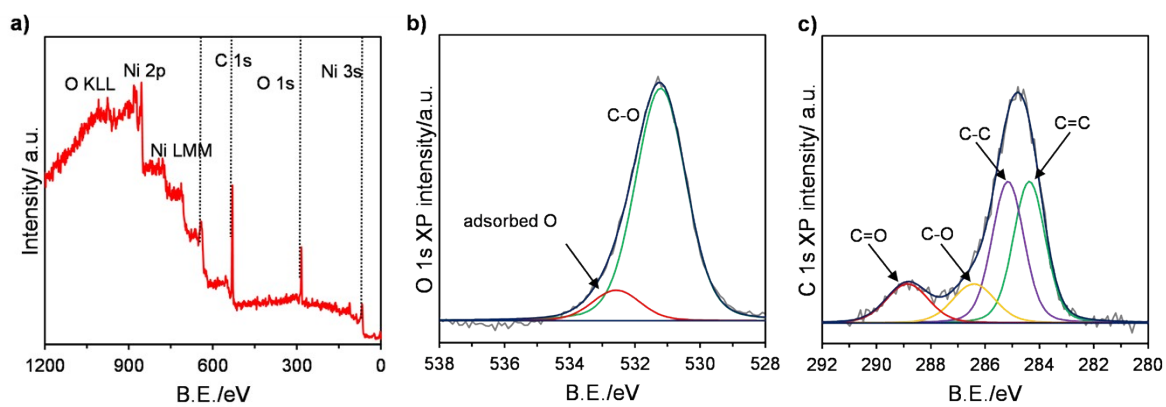 a)
Intensity/ a.u.
O KLL
Ni 2p
Ni LMM
C 1s
O 1s
Ni 3s
1200 900 600 300 0
B.E./eV
b)
O 1s XP intensity/a.u.
C-O
adsorbed O
538 536 534 532 530 528
B.E./eV
c)
C 1s XP intensity/ a.u.
C-C
C=C
C=O
C-O
292 290 288 286 284 282 280
B.E./eV